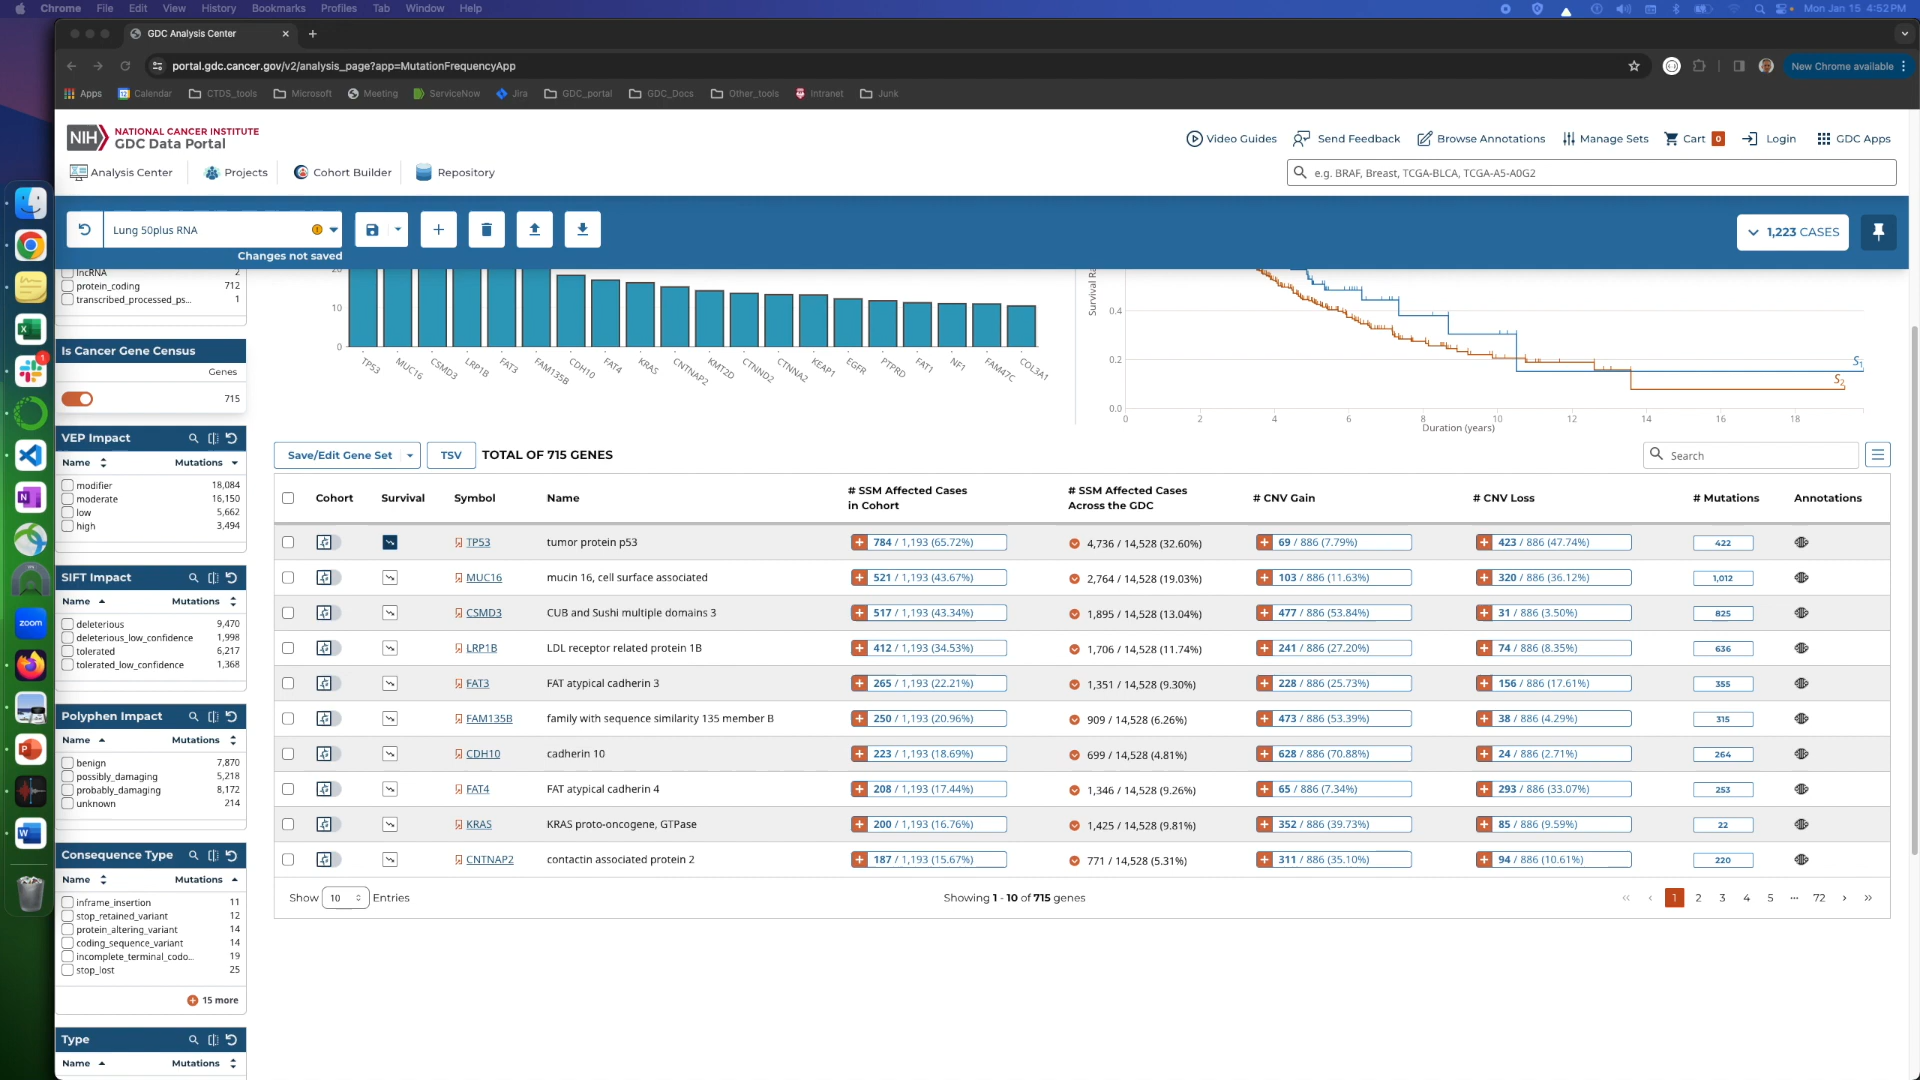 Chrome File Edit View History Bookmarks Profiles Tab Window Help Mon Jan 15 4:52 PM
GDC Analysis Center
portal.gdc.cancer.gov/v2/analysis_page?app=MutationFrequencyApp New Chrome available
Apps Calendar CTDS_tools Microsoft Meeting ServiceNow Jira GDC_portal GDC_Docs Other_tools Intranet Junk
NIH NATIONAL CANCER INSTITUTE
GDC Data Portal
Video Guides Send Feedback Browse Annotations Manage Sets Cart 0 Login GDC Apps
Analysis Center Projects Cohort Builder Repository
e.g. BRAF, Breast, TCGA-BLCA, TCGA-A5-A0G2
Lung 50plus RNA
Changes not saved
1,223 CASES
lncRNA 2
protein_coding 712
transcribed_processed_ps... 1
Is Cancer Gene Census
Genes
715
VEP Impact
Name Mutations
modifier 18,084
moderate 16,150
low 5,662
high 3,494
SIFT Impact
Name Mutations
deleterious 9,470
deleterious_low_confidence 1,998
tolerated 6,217
tolerated_low_confidence 1,368
Polyphen Impact
Name Mutations
benign 7,870
possibly_damaging 5,218
probably_damaging 8,172
unknown 214
Consequence Type
Name Mutations
inframe_insertion 11
stop_retained_variant 12
protein_altering_variant 14
coding_sequence_variant 14
incomplete_terminal_codo... 19
stop_lost 25
15 more
Type
Name Mutations
20
10
0
TP53 MUC16 CSMD3 LRP1B FAT3 FAM135B CDH10 FAT4 KRAS CNTNAP2 KMT2D CTNND2 CTNNA2 KEAP1 EGFR PTPRD FAT1 NF1 FAM47C COL3A1
Survival Ra
0.4
0.2
0.0
S1
S2
0 2 4 6 8 10 12 14 16 18
Duration (years)
Save/Edit Gene Set TSV TOTAL OF 715 GENES Search
Cohort Survival Symbol Name # SSM Affected Cases in Cohort # SSM Affected Cases Across the GDC # CNV Gain # CNV Loss # Mutations Annotations
TP53 tumor protein p53 784 / 1,193 (65.72%) 4,736 / 14,528 (32.60%) 69 / 886 (7.79%) 423 / 886 (47.74%) 422
MUC16 mucin 16, cell surface associated 521 / 1,193 (43.67%) 2,764 / 14,528 (19.03%) 103 / 886 (11.63%) 320 / 886 (36.12%) 1,012
CSMD3 CUB and Sushi multiple domains 3 517 / 1,193 (43.34%) 1,895 / 14,528 (13.04%) 477 / 886 (53.84%) 31 / 886 (3.50%) 825
LRP1B LDL receptor related protein 1B 412 / 1,193 (34.53%) 1,706 / 14,528 (11.74%) 241 / 886 (27.20%) 74 / 886 (8.35%) 636
FAT3 FAT atypical cadherin 3 265 / 1,193 (22.21%) 1,351 / 14,528 (9.30%) 228 / 886 (25.73%) 156 / 886 (17.61%) 355
FAM135B family with sequence similarity 135 member B 250 / 1,193 (20.96%) 909 / 14,528 (6.26%) 473 / 886 (53.39%) 38 / 886 (4.29%) 315
CDH10 cadherin 10 223 / 1,193 (18.69%) 699 / 14,528 (4.81%) 628 / 886 (70.88%) 24 / 886 (2.71%) 264
FAT4 FAT atypical cadherin 4 208 / 1,193 (17.44%) 1,346 / 14,528 (9.26%) 65 / 886 (7.34%) 293 / 886 (33.07%) 253
KRAS KRAS proto-oncogene, GTPase 200 / 1,193 (16.76%) 1,425 / 14,528 (9.81%) 352 / 886 (39.73%) 85 / 886 (9.59%) 22
CNTNAP2 contactin associated protein 2 187 / 1,193 (15.67%) 771 / 14,528 (5.31%) 311 / 886 (35.10%) 94 / 886 (10.61%) 220
Show 10 Entries Showing 1 - 10 of 715 genes « ‹ 1 2 3 4 5 ... 72 › »
zoom
1